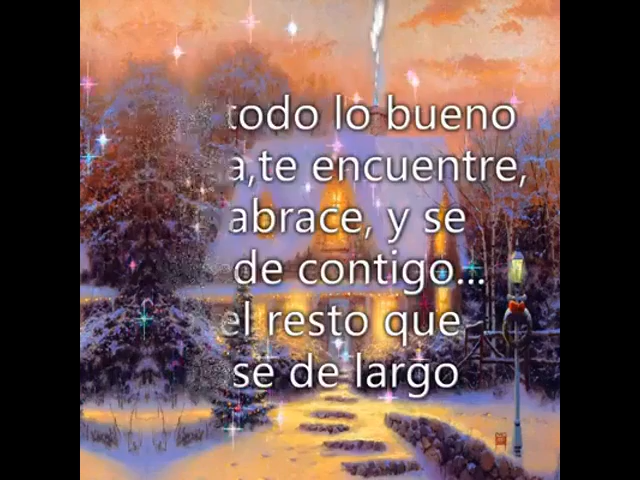 todo lo bueno
a,te encuentre,
abrace, y se
de contigo...
el resto que
se de largo